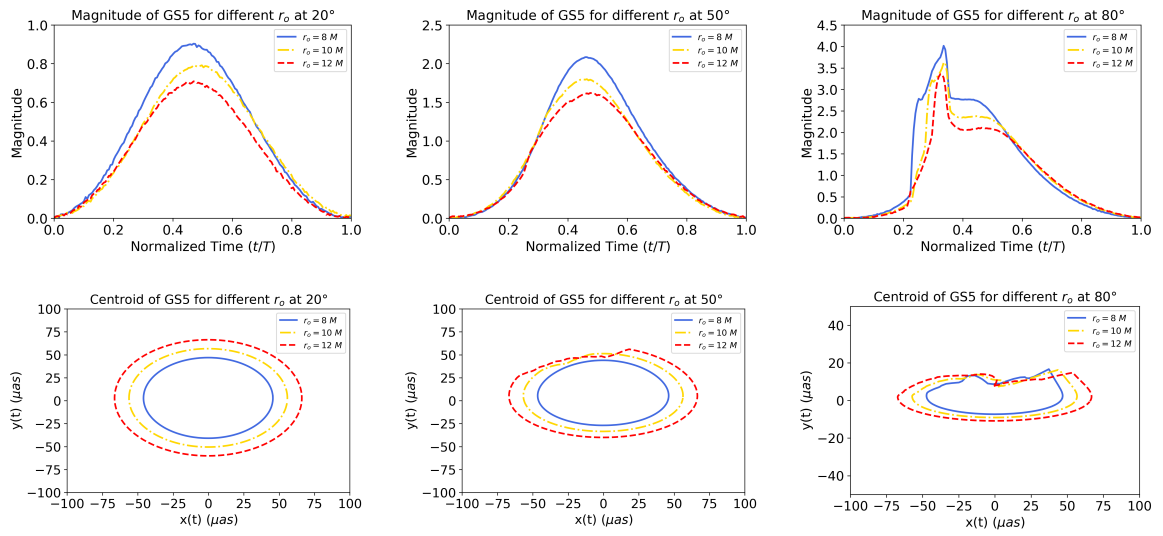 Magnitude of GS5 for different r_o at 20°
1.0
0.8
0.6
0.4
0.2
0.0
Magnitude
r_o = 8 M
r_o = 10 M
r_o = 12 M
0.0 0.2 0.4 0.6 0.8 1.0
Normalized Time (t/T)
Magnitude of GS5 for different r_o at 50°
2.5
2.0
1.5
1.0
0.5
0.0
Magnitude
r_o = 8 M
r_o = 10 M
r_o = 12 M
0.0 0.2 0.4 0.6 0.8 1.0
Normalized Time (t/T)
Magnitude of GS5 for different r_o at 80°
4.5
4.0
3.5
3.0
2.5
2.0
1.5
1.0
0.5
0.0
Magnitude
r_o = 8 M
r_o = 10 M
r_o = 12 M
0.0 0.2 0.4 0.6 0.8 1.0
Normalized Time (t/T)
Centroid of GS5 for different r_o at 20°
100
75
50
25
0
−25
−50
−75
−100
y(t) (μas)
r_o = 8 M
r_o = 10 M
r_o = 12 M
−100 −75 −50 −25 0 25 50 75 100
x(t) (μas)
Centroid of GS5 for different r_o at 50°
100
75
50
25
0
−25
−50
−75
−100
y(t) (μas)
r_o = 8 M
r_o = 10 M
r_o = 12 M
−100 −75 −50 −25 0 25 50 75 100
x(t) (μas)
Centroid of GS5 for different r_o at 80°
40
20
0
−20
−40
y(t) (μas)
r_o = 8 M
r_o = 10 M
r_o = 12 M
−100 −75 −50 −25 0 25 50 75 100
x(t) (μas)